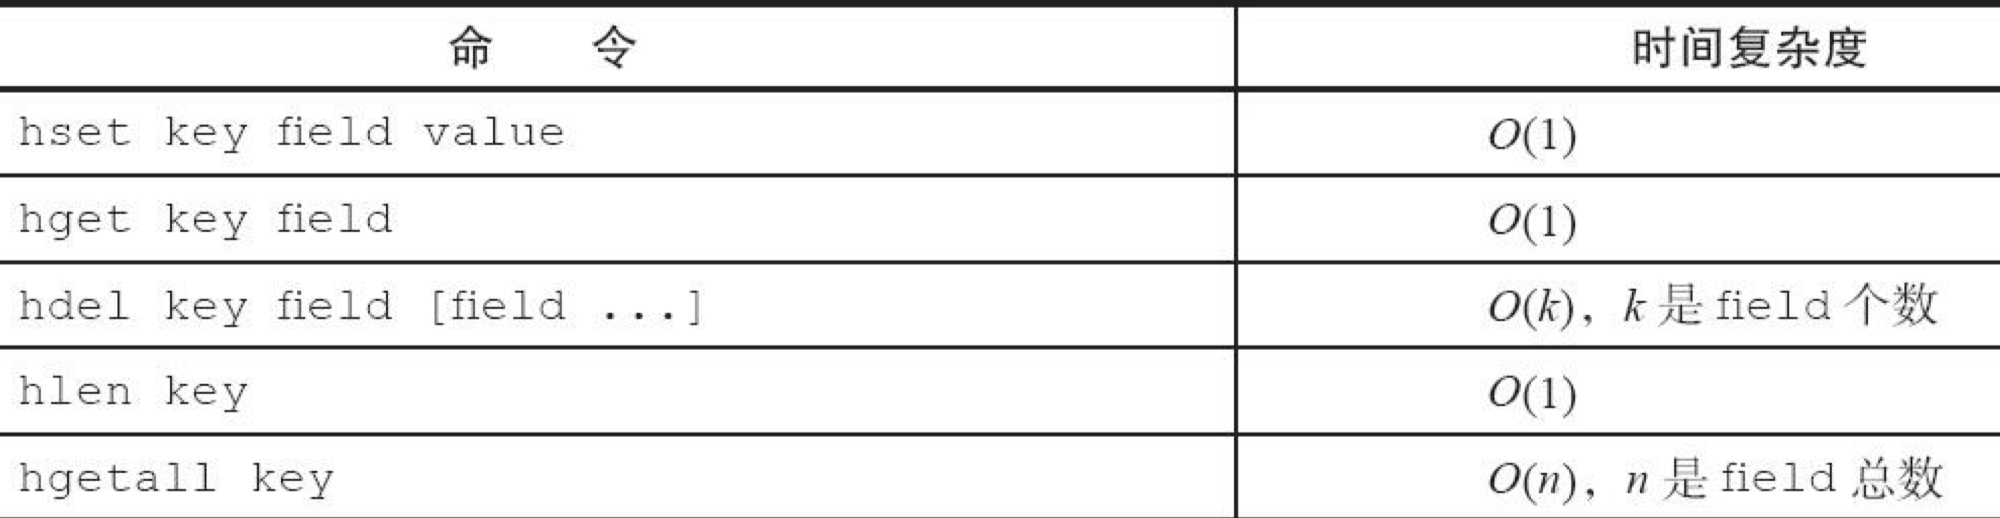 命 令 时间复杂度
hset key field value O(1)
hget key field O(1)
hdel key field [field ...] O(k), k 是 field 个数
hlen key O(1)
hgetall key O(n), n 是 field 总数